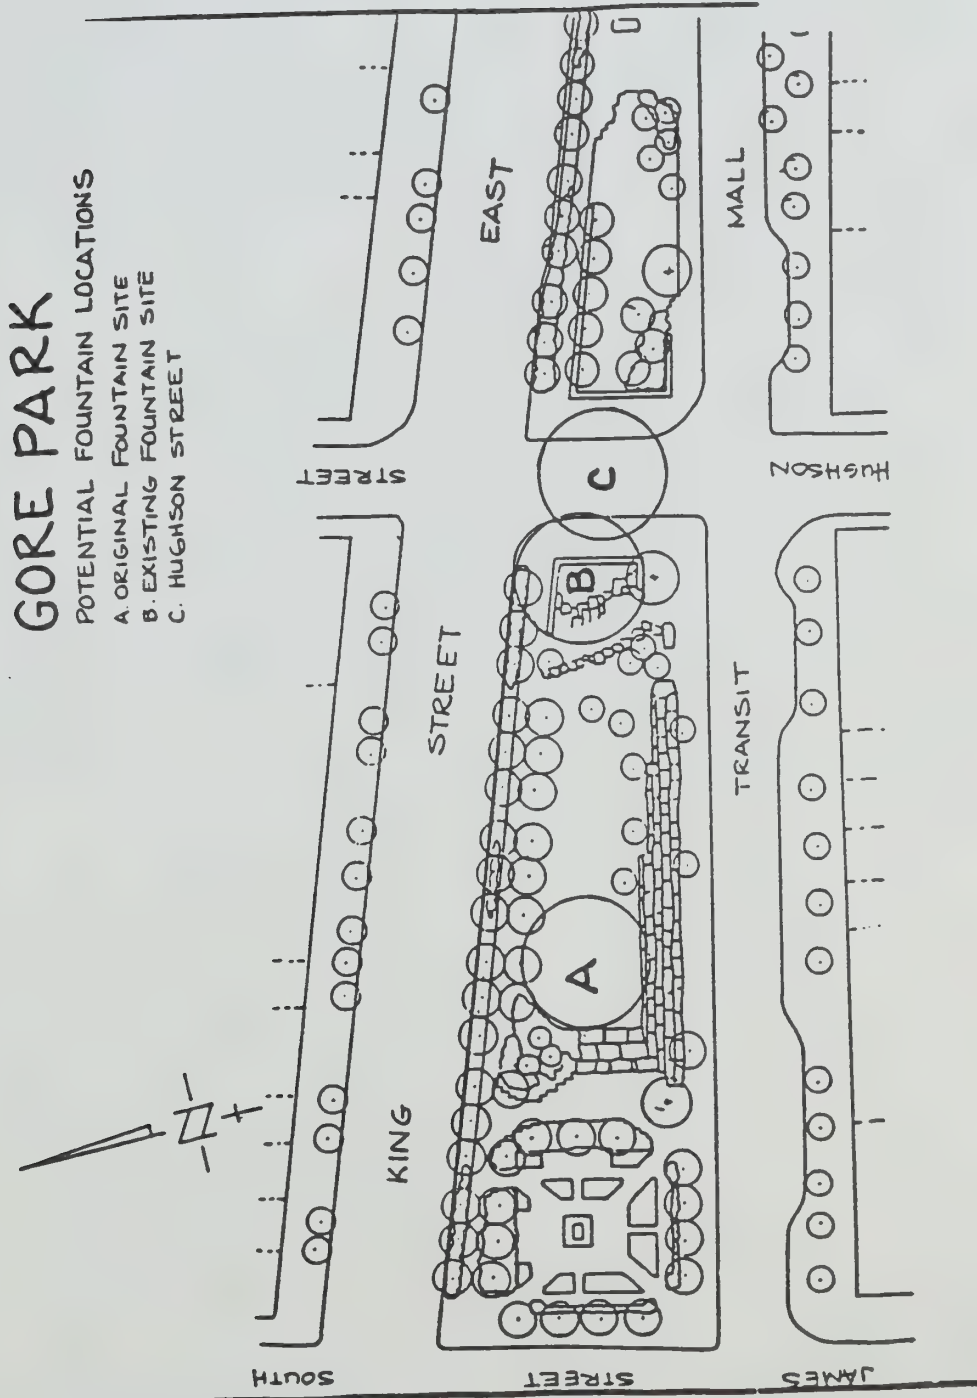 GORE PARK
POTENTIAL FOUNTAIN LOCATIONS
A. ORIGINAL FOUNTAIN SITE
B. EXISTING FOUNTAIN SITE
C. HUGHSON STREET
KING STREET EAST
TRANSIT MALL
JAMES STREET SOUTH
HUGHSON STREET
A
B
C
N